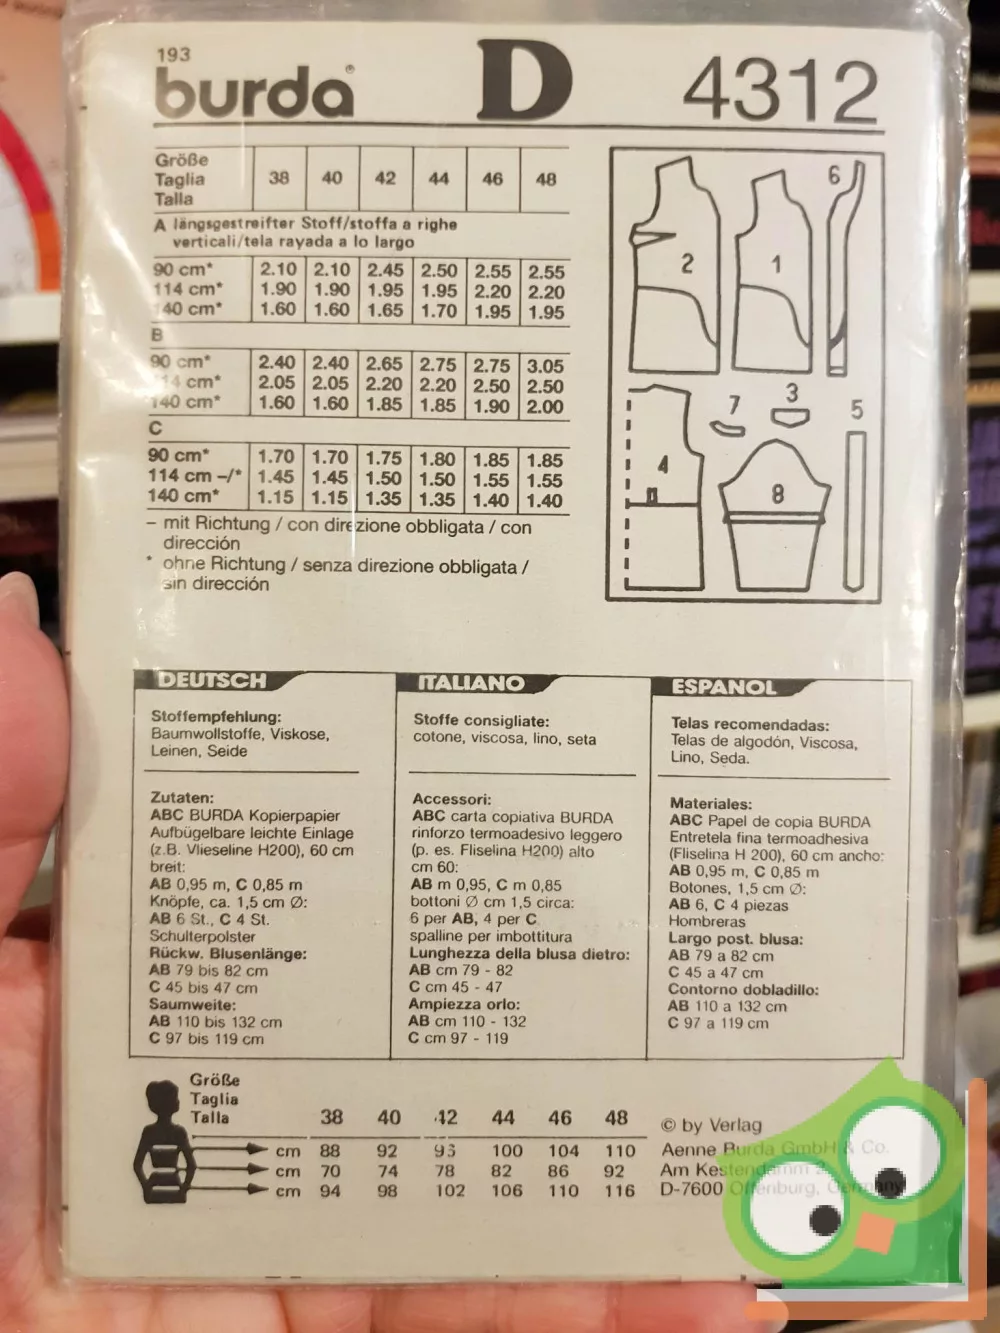 193
burda®
D
4312
Größe
Taglia
Talla
38 40 42 44 46 48
A längsgestreifter Stoff/stoffa a righe
verticali/tela rayada a lo largo
90 cm* 2.10 2.10 2.45 2.50 2.55 2.55
114 cm* 1.90 1.90 1.95 1.95 2.20 2.20
140 cm* 1.60 1.60 1.65 1.70 1.95 1.95
B
90 cm* 2.40 2.40 2.65 2.75 2.75 3.05
114 cm* 2.05 2.05 2.20 2.20 2.50 2.50
140 cm* 1.60 1.60 1.85 1.85 1.90 2.00
C
90 cm* 1.70 1.70 1.75 1.80 1.85 1.85
114 cm –/* 1.45 1.45 1.50 1.50 1.55 1.55
140 cm* 1.15 1.15 1.35 1.35 1.40 1.40
– mit Richtung / con direzione obbligata / con
dirección
* ohne Richtung / senza direzione obbligata /
sin dirección
2
1
6
7
3
5
4
8
DEUTSCH
Stoffempfehlung:
Baumwollstoffe, Viskose,
Leinen, Seide
Zutaten:
ABC BURDA Kopierpapier
Aufbügelbare leichte Einlage
(z.B. Vlieseline H200), 60 cm
breit:
AB 0,95 m, C 0,85 m
Knöpfe, ca. 1,5 cm Ø:
AB 6 St., C 4 St.
Schulterpolster
Rückw. Blusenlänge:
AB 79 bis 82 cm
C 45 bis 47 cm
Saumweite:
AB 110 bis 132 cm
C 97 bis 119 cm
ITALIANO
Stoffe consigliate:
cotone, viscosa, lino, seta
Accessori:
ABC carta copiativa BURDA
rinforzo termoadesivo leggero
(p. es. Fliselina H200) alto
cm 60:
AB m 0,95, C m 0,85
bottoni Ø cm 1,5 circa:
6 per AB, 4 per C
spalline per imbottitura
Lunghezza della blusa dietro:
AB cm 79 - 82
C cm 45 - 47
Ampiezza orlo:
AB cm 110 - 132
C cm 97 - 119
ESPANOL
Telas recomendadas:
Telas de algodón, Viscosa,
Lino, Seda.
Materiales:
ABC Papel de copia BURDA
Entretela fina termoadhesiva
(Fliselina H 200), 60 cm ancho:
AB 0,95 m, C 0,85 m
Botones, 1,5 cm Ø:
AB 6, C 4 piezas
Hombreras
Largo post. blusa:
AB 79 a 82 cm
C 45 a 47 cm
Contorno dobladillo:
AB 110 a 132 cm
C 97 a 119 cm
Größe
Taglia
Talla
38 40 42 44 46 48
cm 88 92 96 100 104 110
cm 70 74 78 82 86 92
cm 94 98 102 106 110 116
© by Verlag
Aenne Burda GmbH & Co.
Am Kestendamm 2,
D-7600 Offenburg, Germany